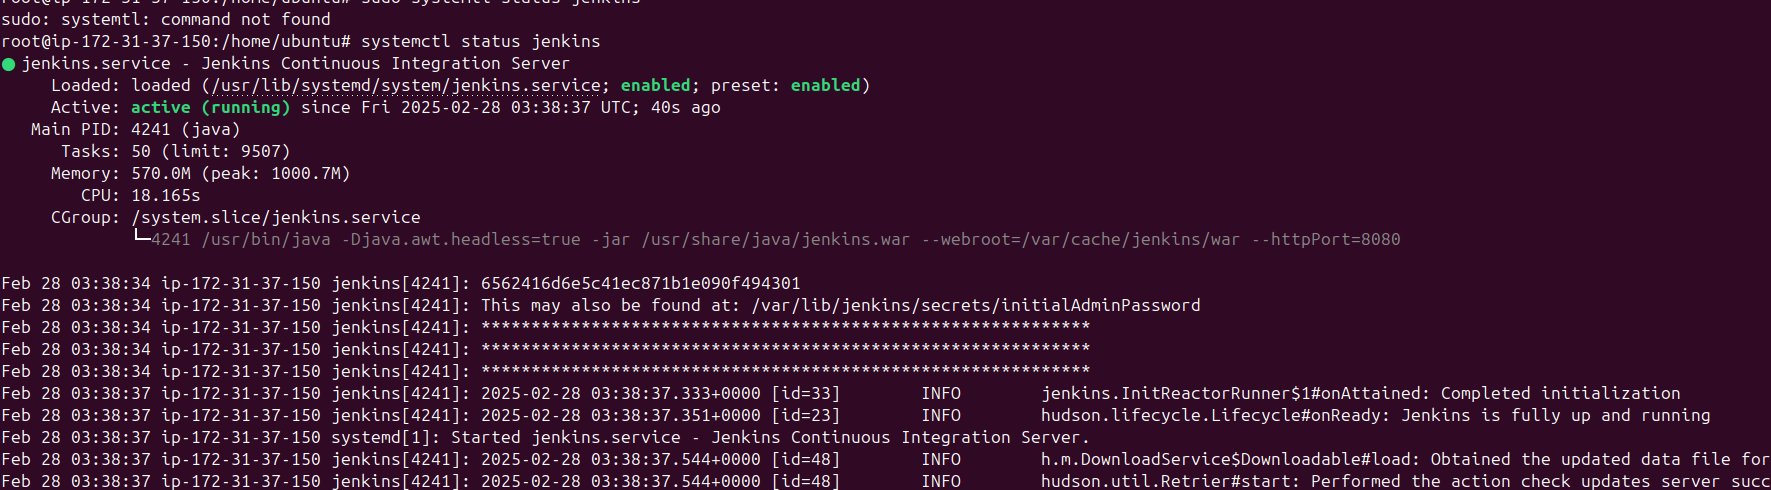 root@ip-172-31-37-150:/home/ubuntu# sudo systemtl status jenkins
sudo: systemtl: command not found
root@ip-172-31-37-150:/home/ubuntu# systemctl status jenkins
● jenkins.service - Jenkins Continuous Integration Server
Loaded: loaded (/usr/lib/systemd/system/jenkins.service; enabled; preset: enabled)
Active: active (running) since Fri 2025-02-28 03:38:37 UTC; 40s ago
Main PID: 4241 (java)
Tasks: 50 (limit: 9507)
Memory: 570.0M (peak: 1000.7M)
CPU: 18.165s
CGroup: /system.slice/jenkins.service
└─4241 /usr/bin/java -Djava.awt.headless=true -jar /usr/share/java/jenkins.war --webroot=/var/cache/jenkins/war --httpPort=8080
Feb 28 03:38:34 ip-172-31-37-150 jenkins[4241]: 6562416d6e5c41ec871b1e090f494301
Feb 28 03:38:34 ip-172-31-37-150 jenkins[4241]: This may also be found at: /var/lib/jenkins/secrets/initialAdminPassword
Feb 28 03:38:34 ip-172-31-37-150 jenkins[4241]: *************************************************************
Feb 28 03:38:34 ip-172-31-37-150 jenkins[4241]: *************************************************************
Feb 28 03:38:34 ip-172-31-37-150 jenkins[4241]: *************************************************************
Feb 28 03:38:37 ip-172-31-37-150 jenkins[4241]: 2025-02-28 03:38:37.333+0000 [id=33] INFO jenkins.InitReactorRunner$1#onAttained: Completed initialization
Feb 28 03:38:37 ip-172-31-37-150 jenkins[4241]: 2025-02-28 03:38:37.351+0000 [id=23] INFO hudson.lifecycle.Lifecycle#onReady: Jenkins is fully up and running
Feb 28 03:38:37 ip-172-31-37-150 systemd[1]: Started jenkins.service - Jenkins Continuous Integration Server.
Feb 28 03:38:37 ip-172-31-37-150 jenkins[4241]: 2025-02-28 03:38:37.544+0000 [id=48] INFO h.m.DownloadService$Downloadable#load: Obtained the updated data file for
Feb 28 03:38:37 ip-172-31-37-150 jenkins[4241]: 2025-02-28 03:38:37.544+0000 [id=48] INFO hudson.util.Retrier#start: Performed the action check updates server succ